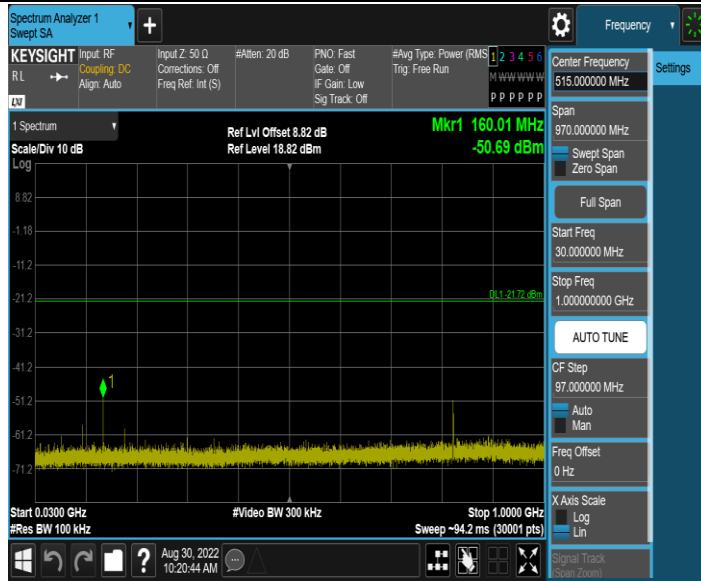 Spectrum Analyzer 1
Swept SA
+
Frequency
KEYSIGHT
RL
LXI
Input: RF
Coupling: DC
Align: Auto
Input Z: 50 Ω
Corrections: Off
Freq Ref: Int (S)
#Atten: 20 dB
PNO: Fast
Gate: Off
IF Gain: Low
Sig Track: Off
#Avg Type: Power (RMS
Trig: Free Run
1 2 3 4 5 6
M W W W W W
P P P P P P
1 Spectrum
Scale/Div 10 dB
Log
Ref Lvl Offset 8.82 dB
Ref Level 18.82 dBm
Mkr1 160.01 MHz
-50.69 dBm
8.82
-1.18
-11.2
-21.2
-31.2
-41.2
-51.2
-61.2
-71.2
DL1 -21.72 dBm
1
Start 0.0300 GHz
#Res BW 100 kHz
#Video BW 300 kHz
Stop 1.0000 GHz
Sweep ~94.2 ms (30001 pts)
?
Aug 30, 2022
10:20:44 AM
Center Frequency
515.000000 MHz
Settings
Span
970.000000 MHz
Swept Span
Zero Span
Full Span
Start Freq
30.000000 MHz
Stop Freq
1.000000000 GHz
AUTO TUNE
CF Step
97.000000 MHz
Auto
Man
Freq Offset
0 Hz
X Axis Scale
Log
Lin
Signal Track
(Span Zoom)